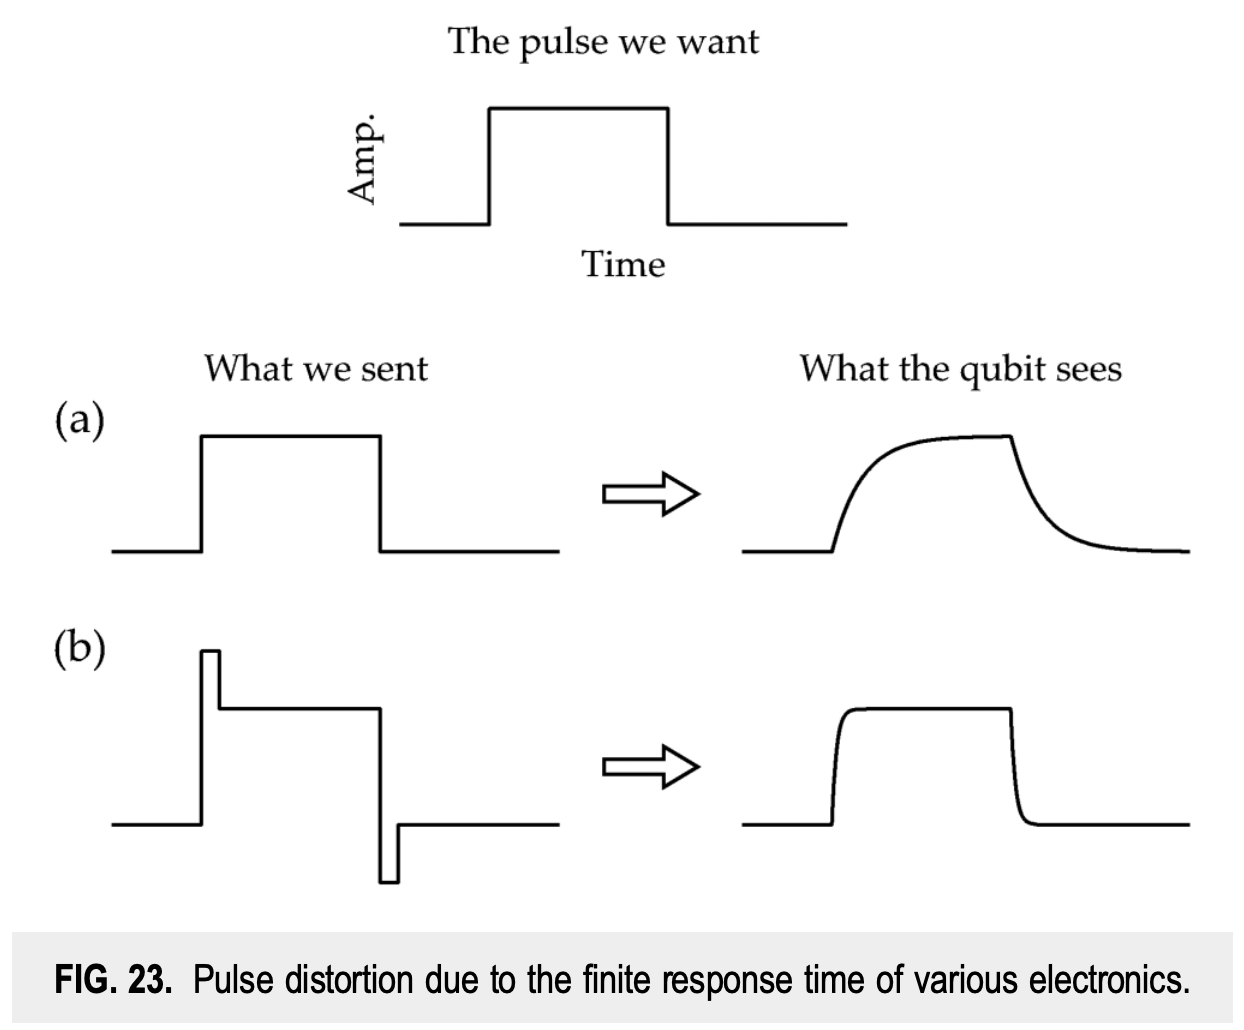 The pulse we want
Amp.
Time
What we sent
What the qubit sees
(a)
(b)
FIG. 23. Pulse distortion due to the finite response time of various electronics.